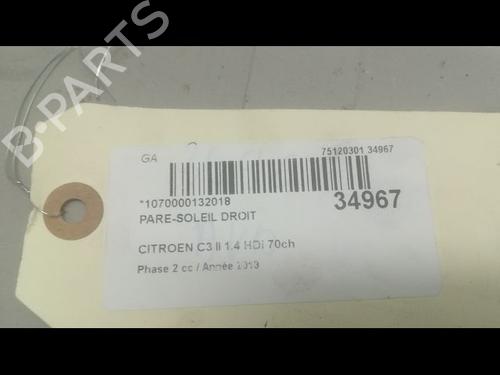 B-PARTS
GA
75120301 34967
*1070000132018
34967
PARE-SOLEIL DROIT
CITROEN C3 II 1.4 HDi 70ch
Phase 2 cc / Année 2013